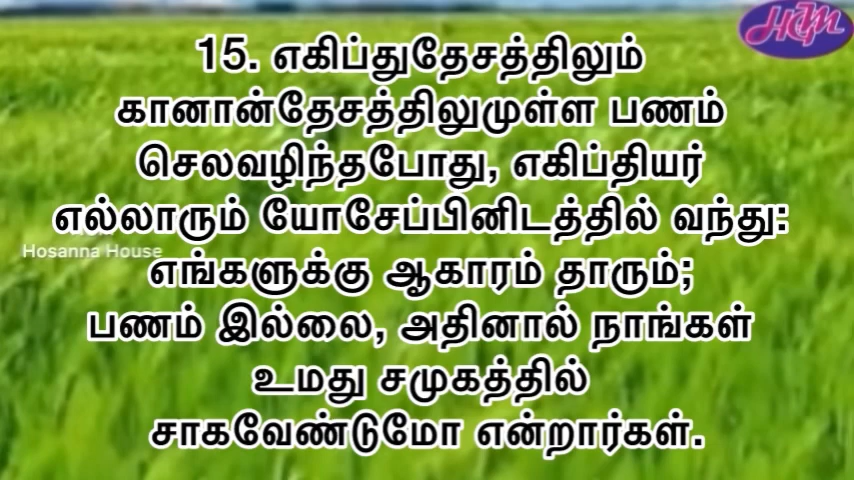 HCM
15. எகிப்துதேசத்திலும்
கானான்தேசத்திலுமுள்ள பணம்
செலவழிந்தபோது, எகிப்தியர்
எல்லாரும் யோசேப்பினிடத்தில் வந்து:
Hosanna House
எங்களுக்கு ஆகாரம் தாரும்;
பணம் இல்லை, அதினால் நாங்கள்
உமது சமுகத்தில்
சாகவேண்டுமோ என்றார்கள்.